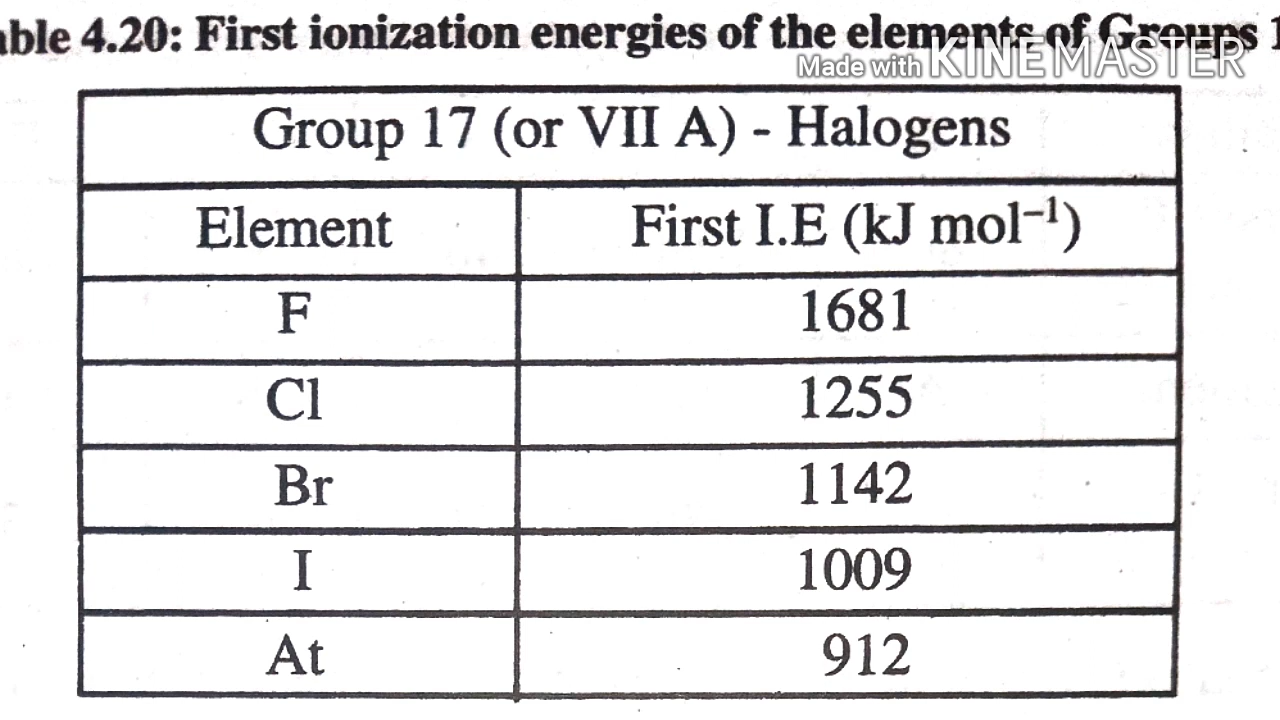 able 4.20: First ionization energies of the elements of Groups 1
Made with KINEMASTER
Group 17 (or VII A) - Halogens
Element First I.E (kJ mol⁻¹)
F 1681
Cl 1255
Br 1142
I 1009
At 912